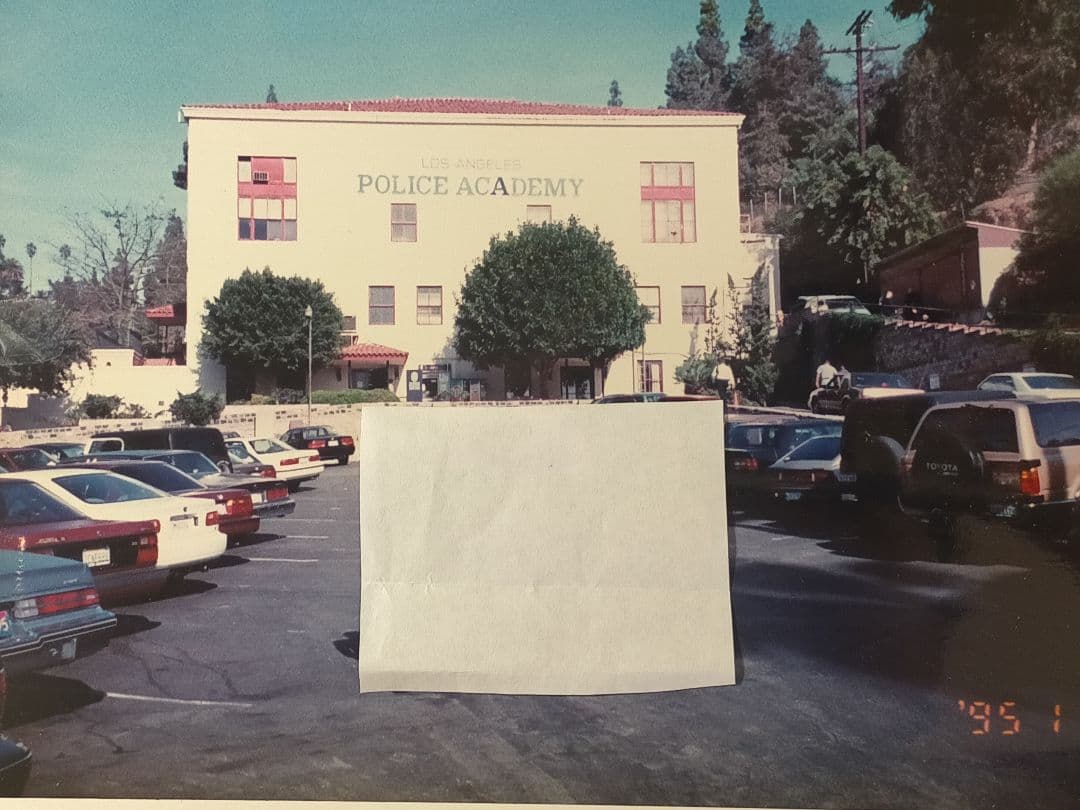 LOS ANGELES
POLICE ACADEMY
TOYOTA
'95 1